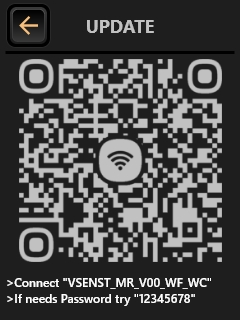 UPDATE
>Connect "VSENST_MR_V00_WF_WC"
>If needs Password try "12345678"